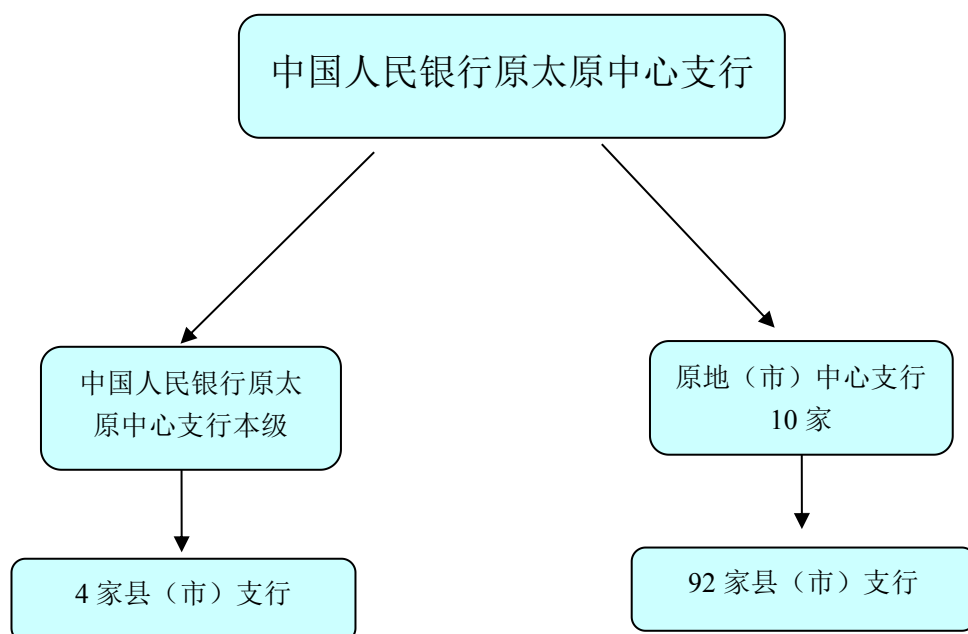 中国人民银行原太原中心支行
中国人民银行原太
原中心支行本级
原地（市）中心支行
10 家
4 家县（市）支行
92 家县（市）支行